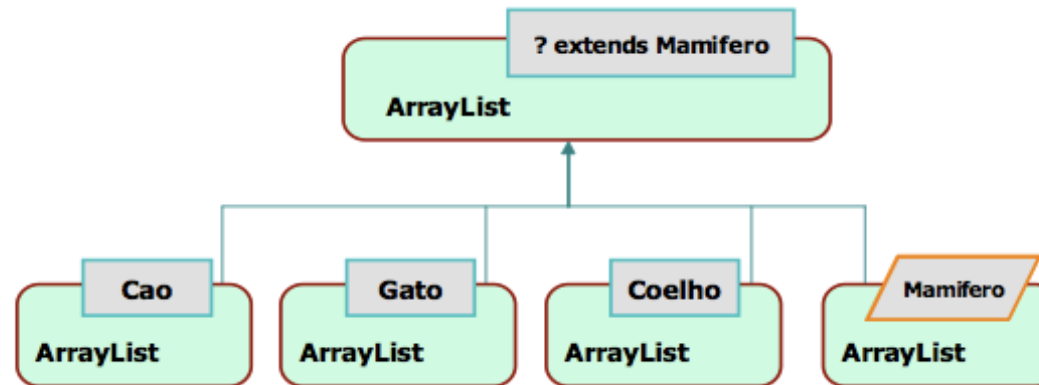 ? extends Mamifero
ArrayList
Cao
Gato
Coelho
Mamifero
ArrayList
ArrayList
ArrayList
ArrayList